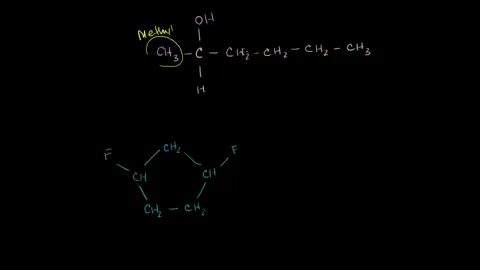 OH
Methyl
CH3 - C - CH2 - CH2 - CH2 - CH3
H
F CH2 F
CH CH
CH2 - CH2